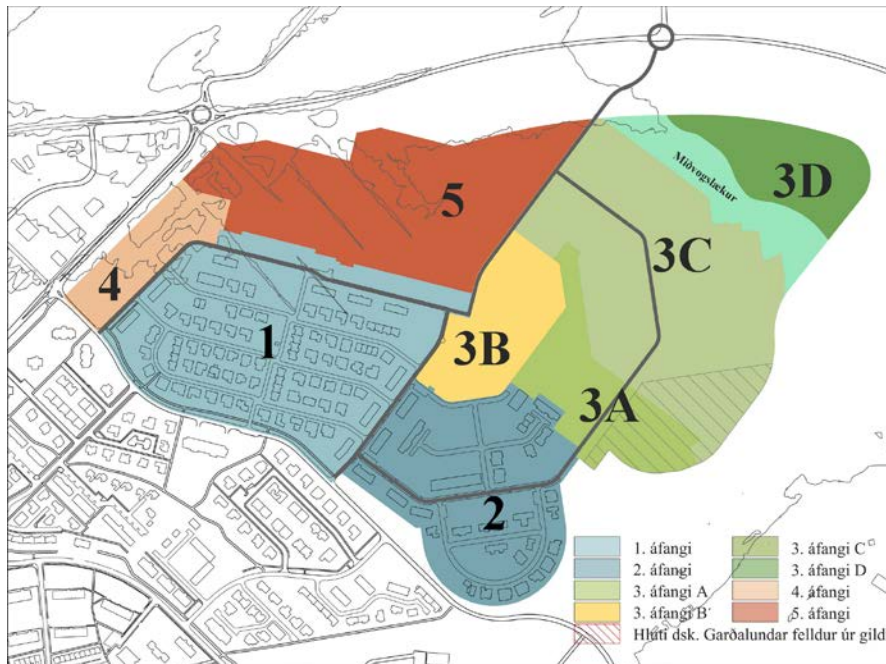 3D
Miðvogslækur
5
3C
4
1
3B
3A
2
1. áfangi
2. áfangi
3. áfangi A
3. áfangi B
3. áfangi C
3. áfangi D
4. áfangi
5. áfangi
Hluti dsk. Garðalundar felldur úr gild